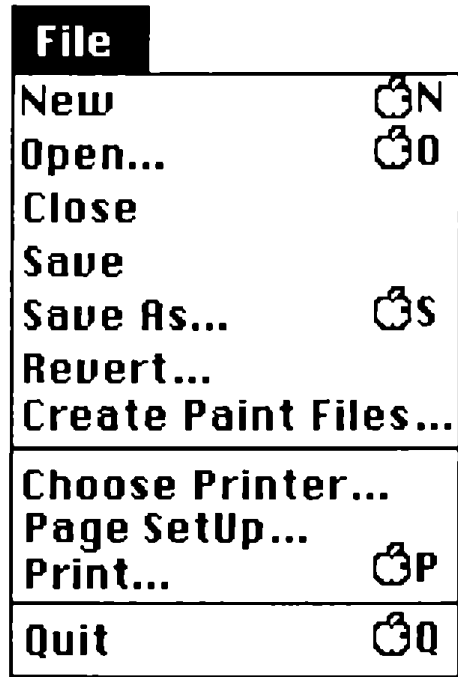 File
New N
Open... O
Close
Save
Save As... S
Revert...
Create Paint Files...
Choose Printer...
Page SetUp...
Print... P
Quit Q